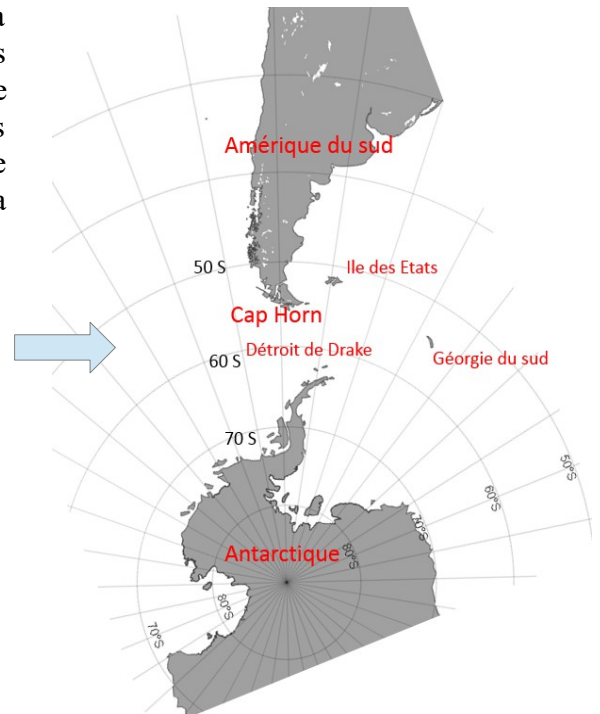 a
s
e
s
e
a
Amérique du sud
50 S
Ile des Etats
Cap Horn
Détroit de Drake
60 S
Géorgie du sud
70 S
50°S
60°S
70°S
Antarctique
80°S
80°S
70°S